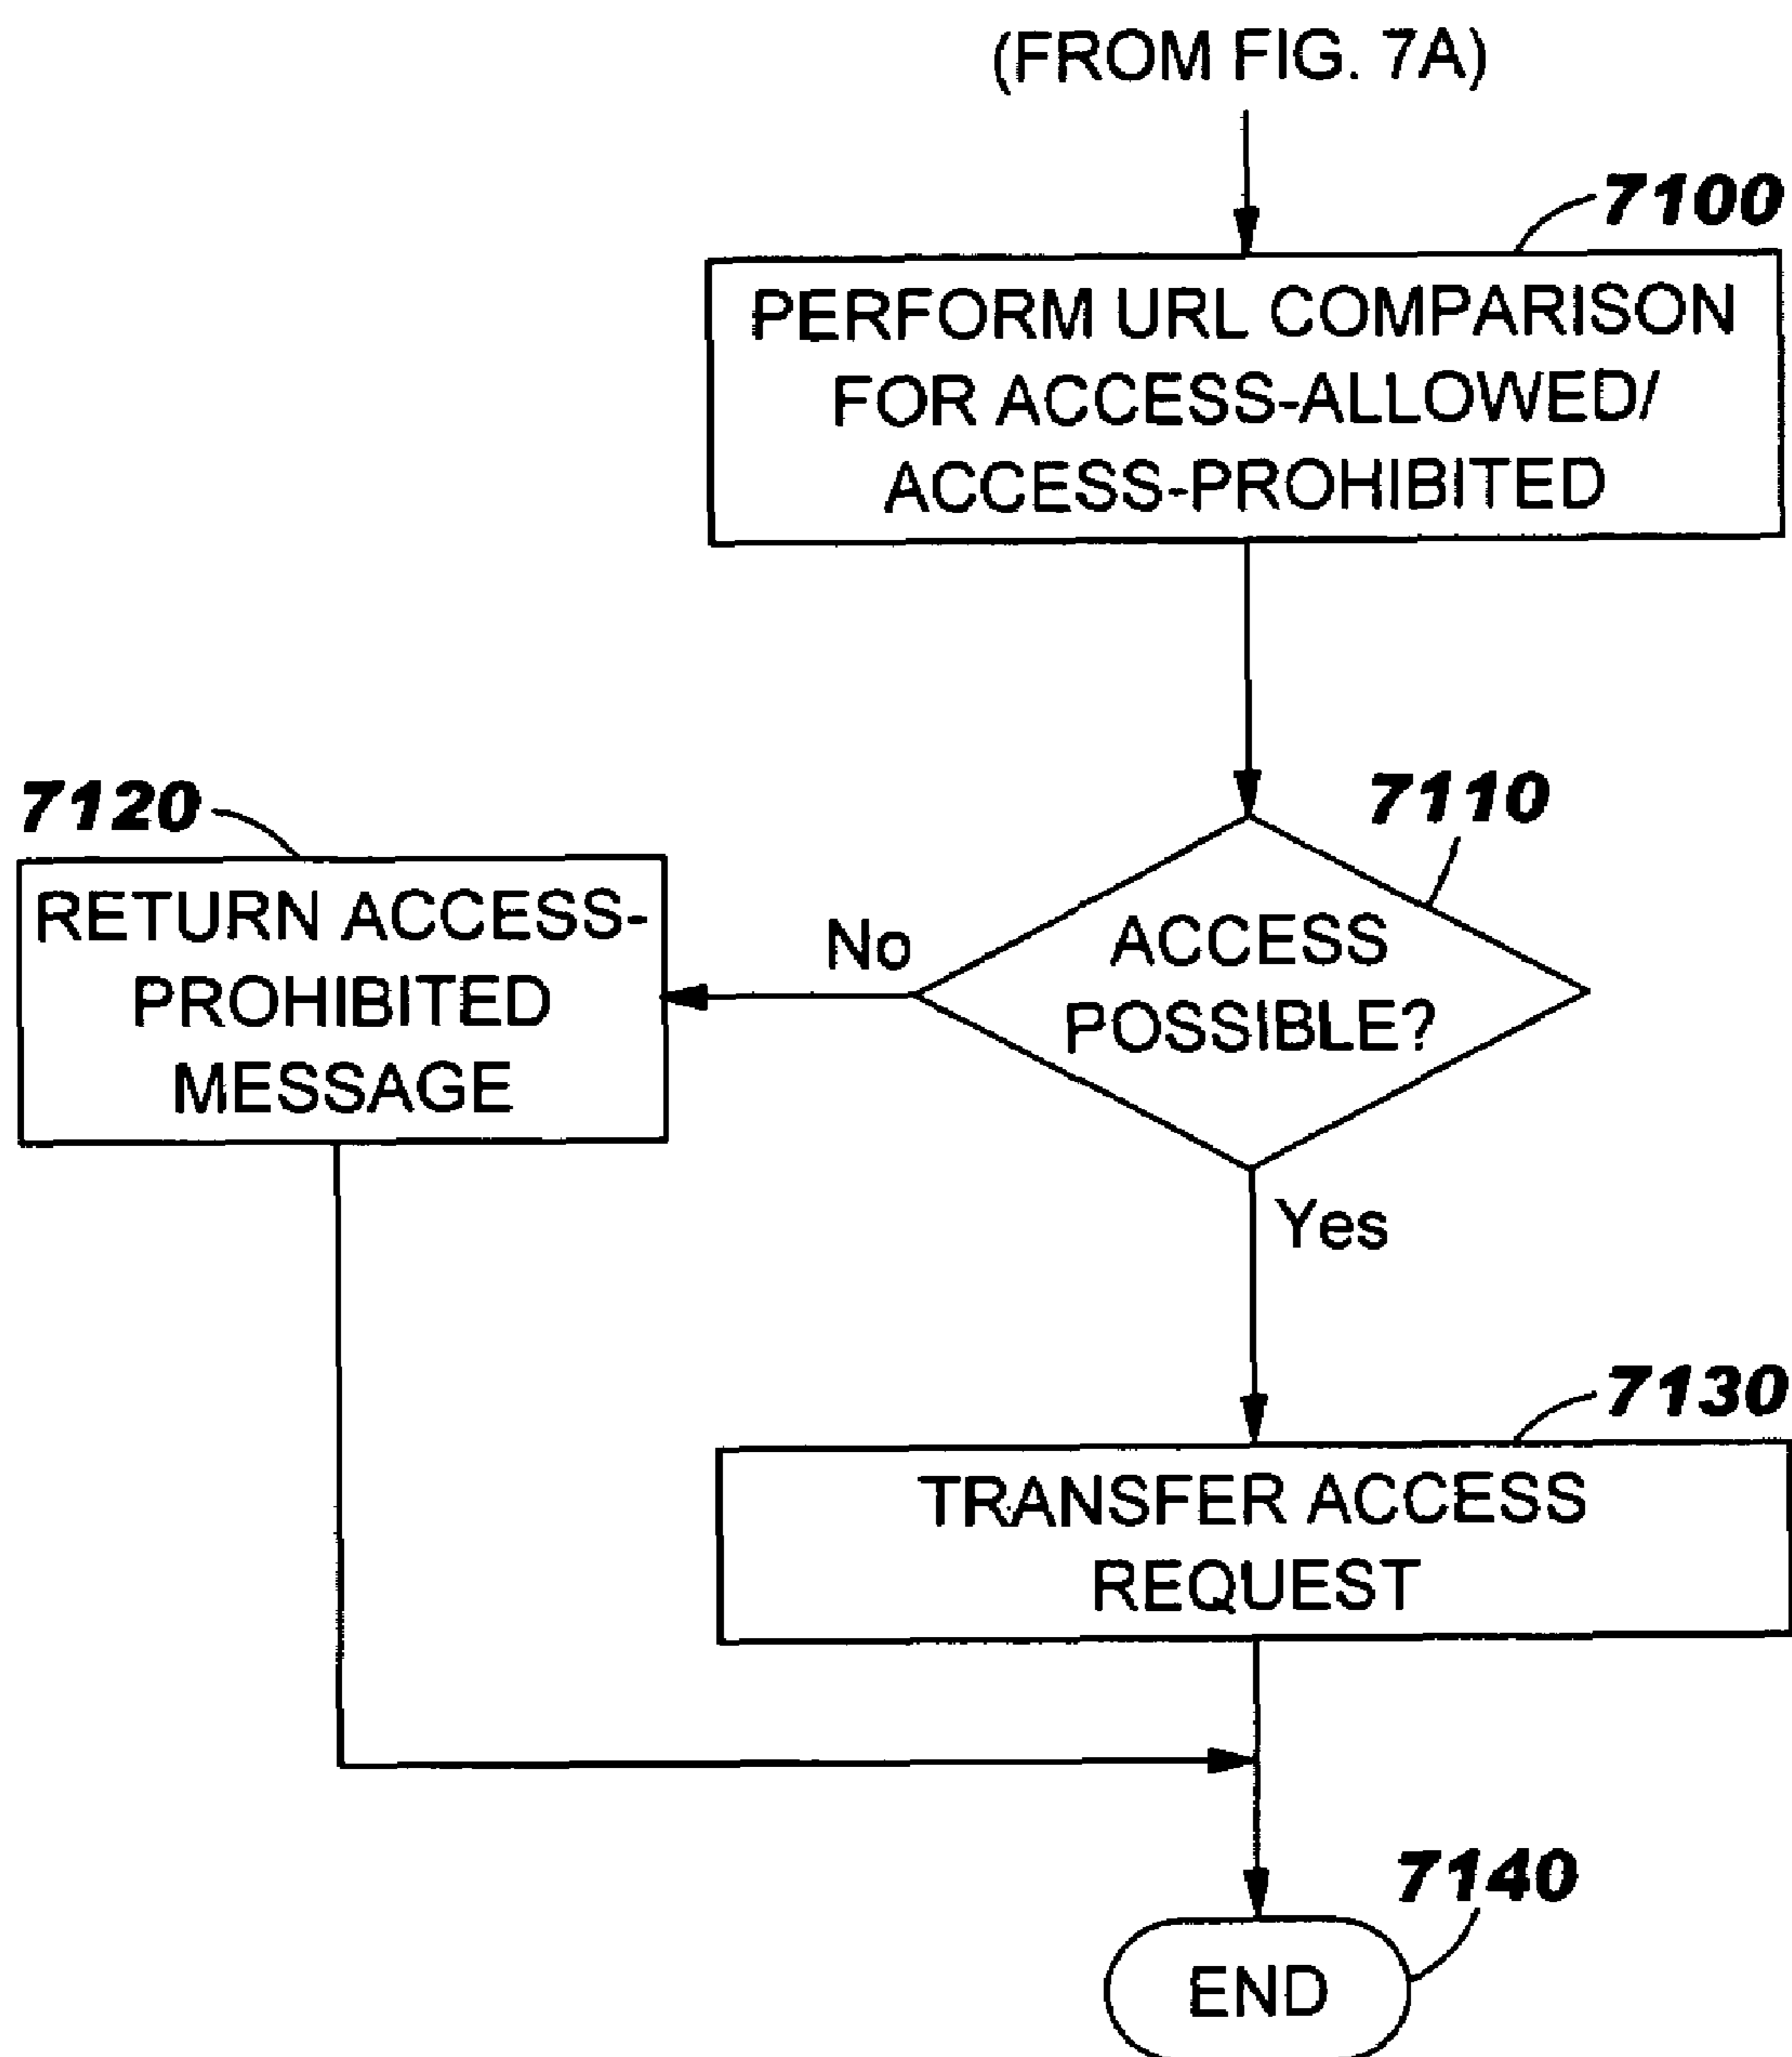 (FROM FIG. 7A)
7100
PERFORM URL COMPARISON
FOR ACCESS-ALLOWED/
ACCESS-PROHIBITED
7110
ACCESS
POSSIBLE?
No
7120
RETURN ACCESS-
PROHIBITED
MESSAGE
Yes
7130
TRANSFER ACCESS
REQUEST
7140
END